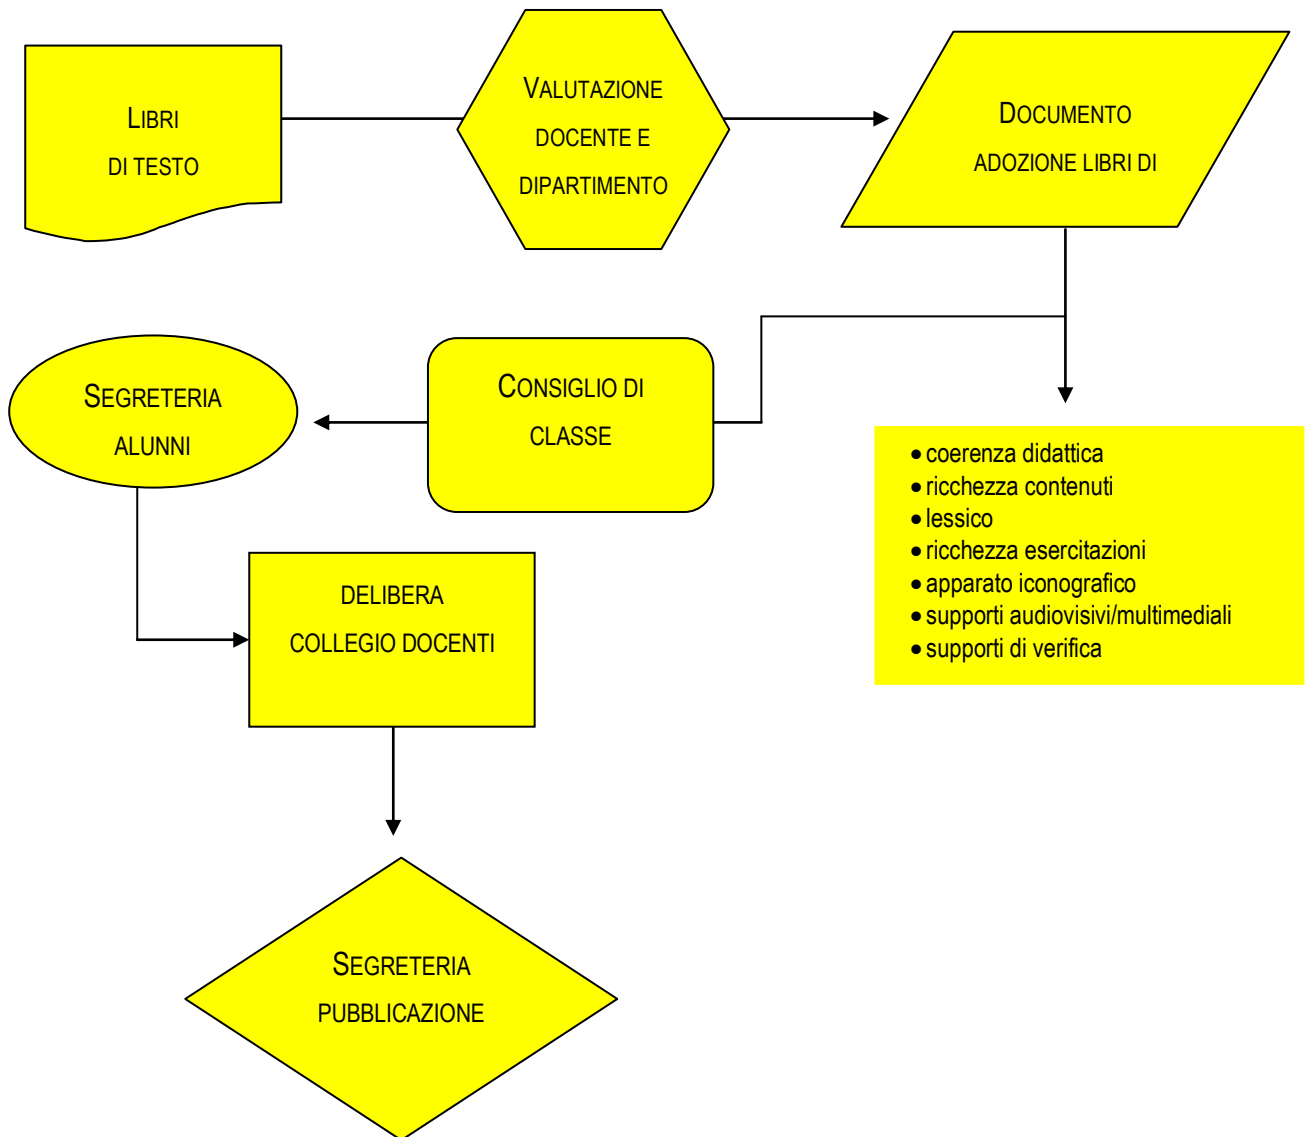 LIBRI
DI TESTO
VALUTAZIONE
DOCENTE E
DIPARTIMENTO
DOCUMENTO
ADOZIONE LIBRI DI
SEGRETERIA
ALUNNI
CONSIGLIO DI
CLASSE
• coerenza didattica
• ricchezza contenuti
• lessico
• ricchezza esercitazioni
• apparato iconografico
• supporti audiovisivi/multimediali
• supporti di verifica
DELIBERA
COLLEGIO DOCENTI
SEGRETERIA
PUBBLICAZIONE